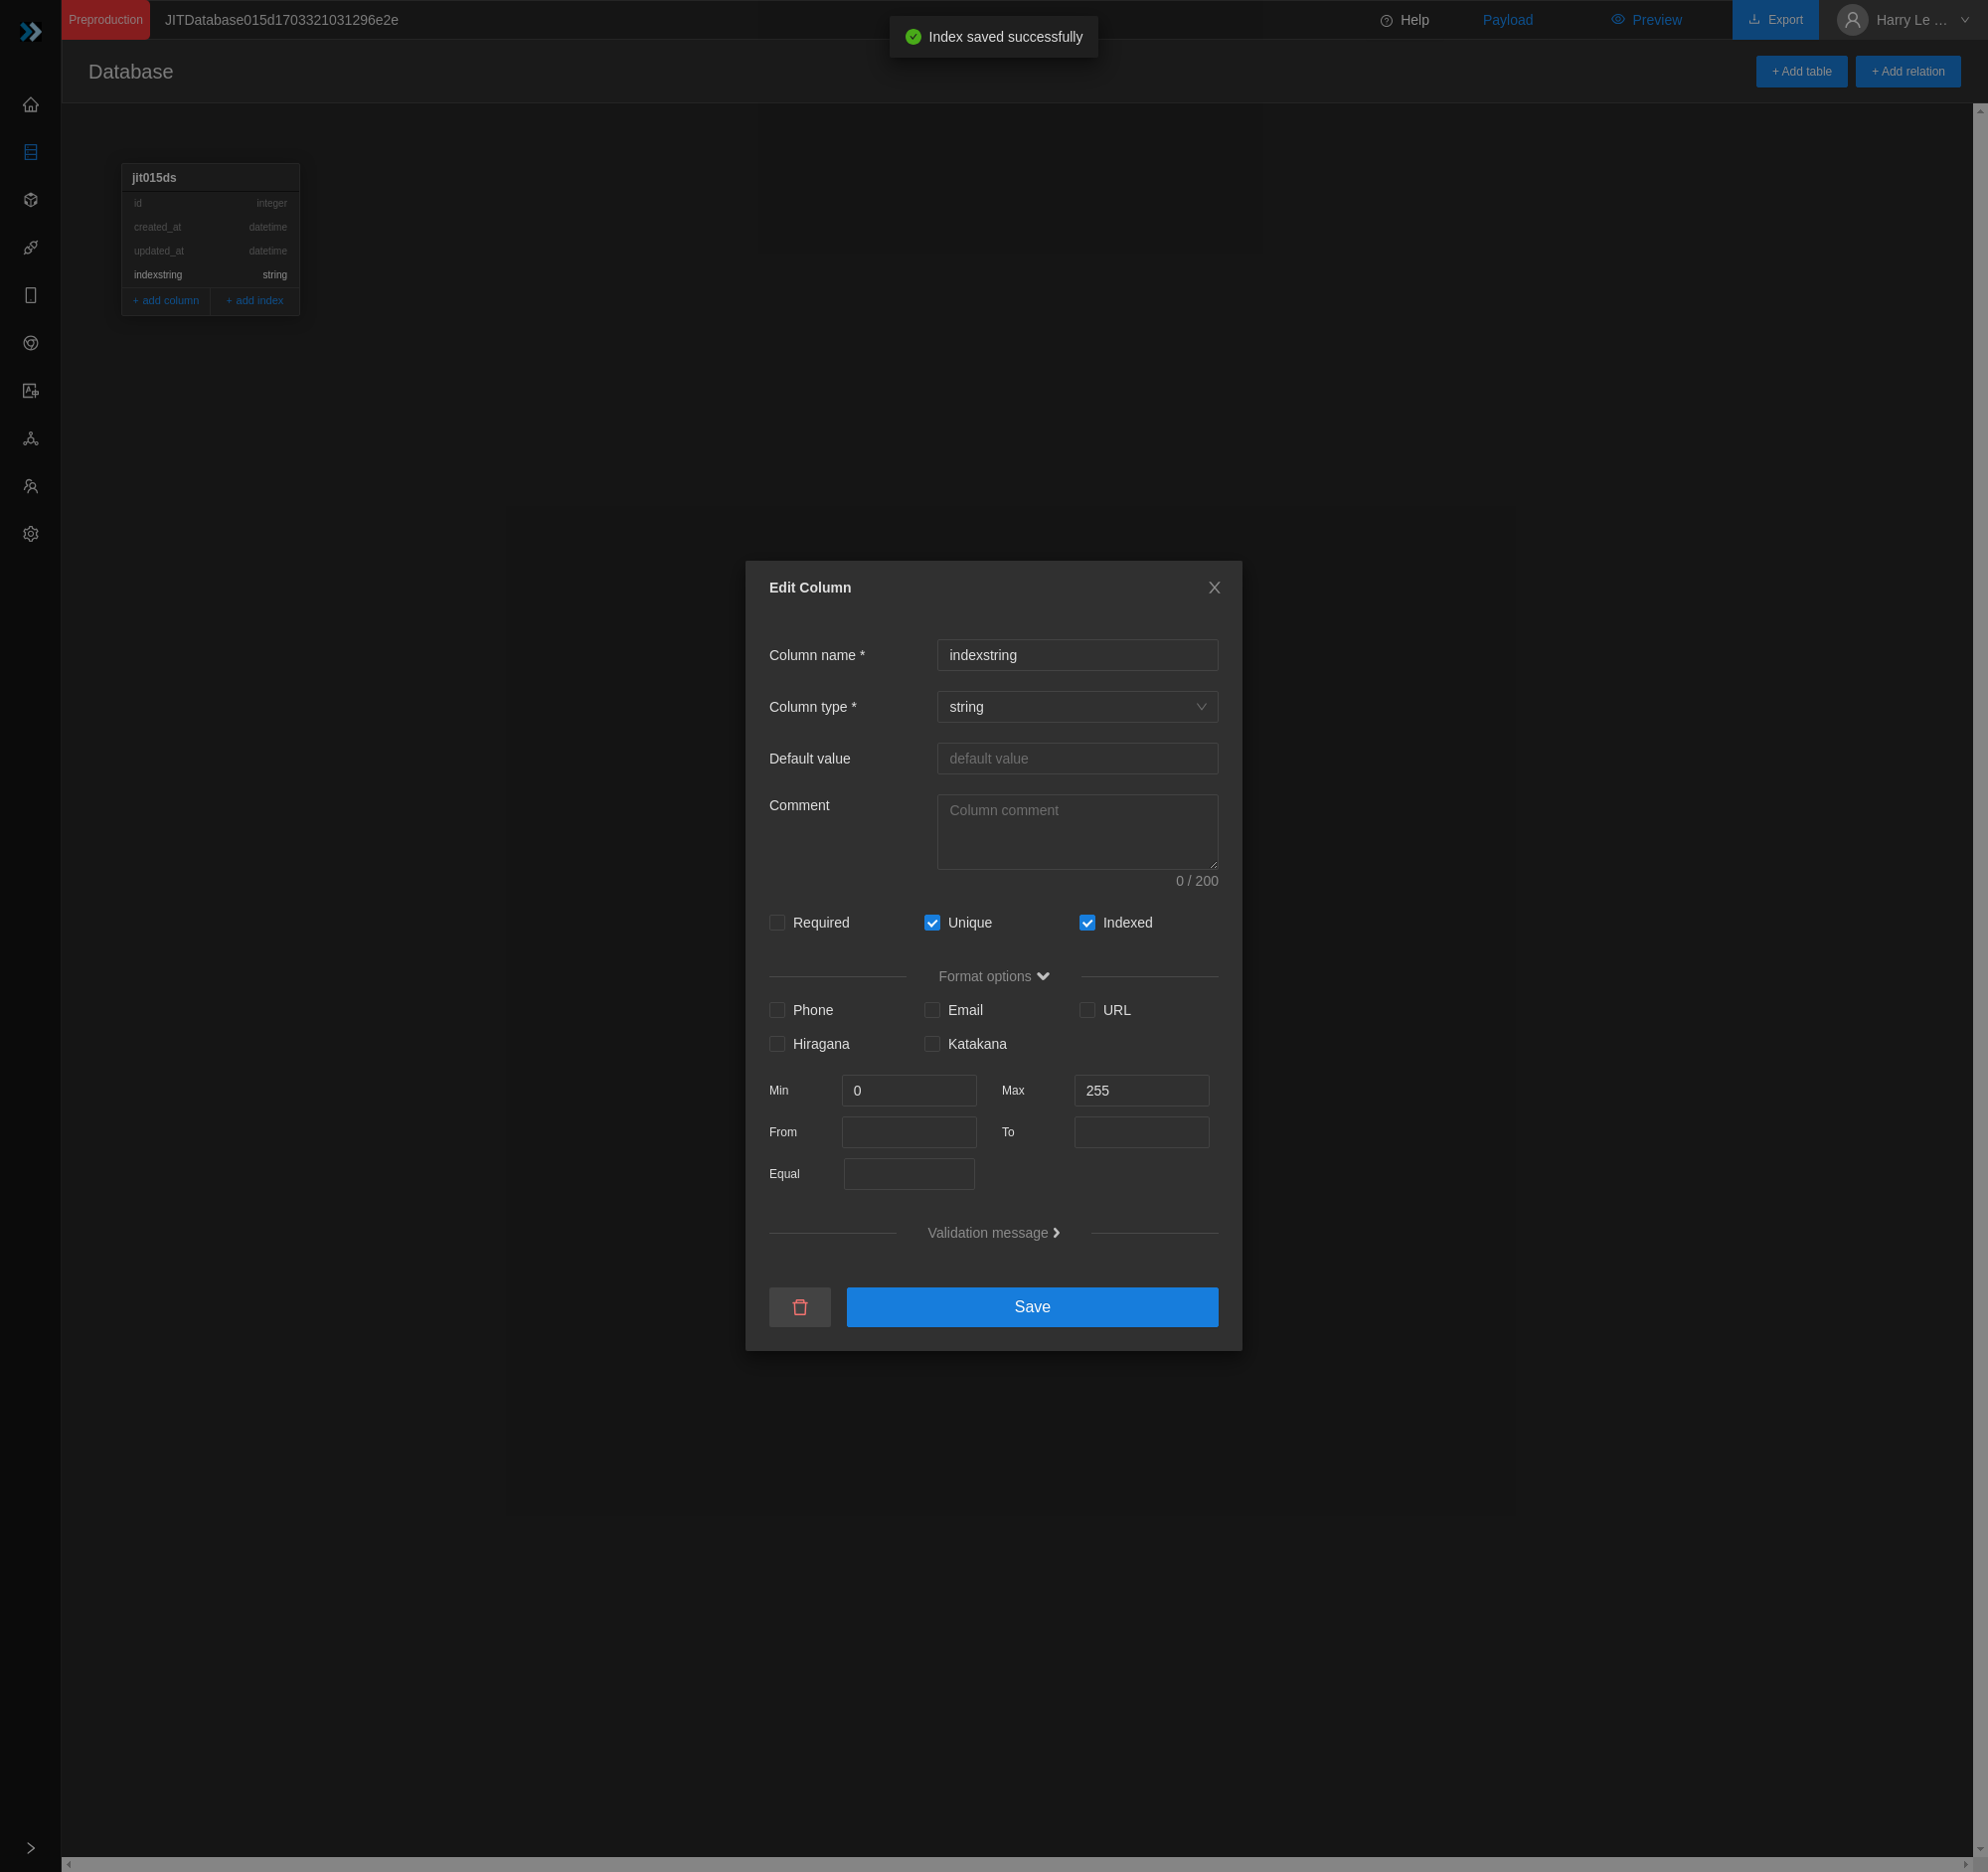 Preproduction JITDatabase015d1703321031296e2e Help Payload Preview Export Harry Le ...
Index saved successfully
Database + Add table + Add relation
jit015ds
id integer
created_at datetime
updated_at datetime
indexstring string
+ add column + add index
Edit Column
Column name * indexstring
Column type * string
Default value default value
Comment Column comment
0 / 200
Required Unique Indexed
Format options
Phone Email URL
Hiragana Katakana
Min 0 Max 255
From To
Equal
Validation message
Save